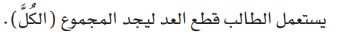 يستعمل الطالب قطع العد ليجد المجموع (الكُلَّ).